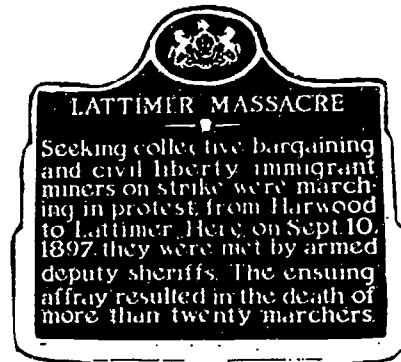 LATTIMER MASSACRE
Seeking collective bargaining
and civil liberty immigrant
miners on strike were march-
ing in protest, from Harwood
to Lattimer. Here, on Sept. 10,
1897, they were met by armed
deputy sheriffs. The ensuing
affray resulted in the death of
more than twenty marchers.